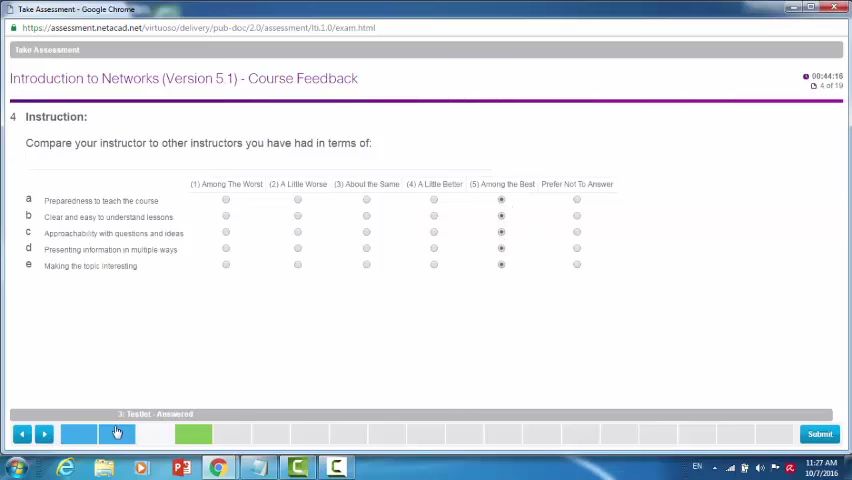 Take Assessment - Google Chrome
https://assessment.netacad.net/virtuoso/delivery/pub-doc/2.0/assessment/lti.1.0/exam.html
Take Assessment
Introduction to Networks (Version 5.1) - Course Feedback
00:44:16
4 of 19
4 Instruction:
Compare your instructor to other instructors you have had in terms of:
(1) Among The Worst (2) A Little Worse (3) About the Same (4) A Little Better (5) Among the Best Prefer Not To Answer
a Preparedness to teach the course
b Clear and easy to understand lessons
c Approachability with questions and ideas
d Presenting information in multiple ways
e Making the topic interesting
3: Testlet - Answered
Submit
EN
11:27 AM
10/7/2016